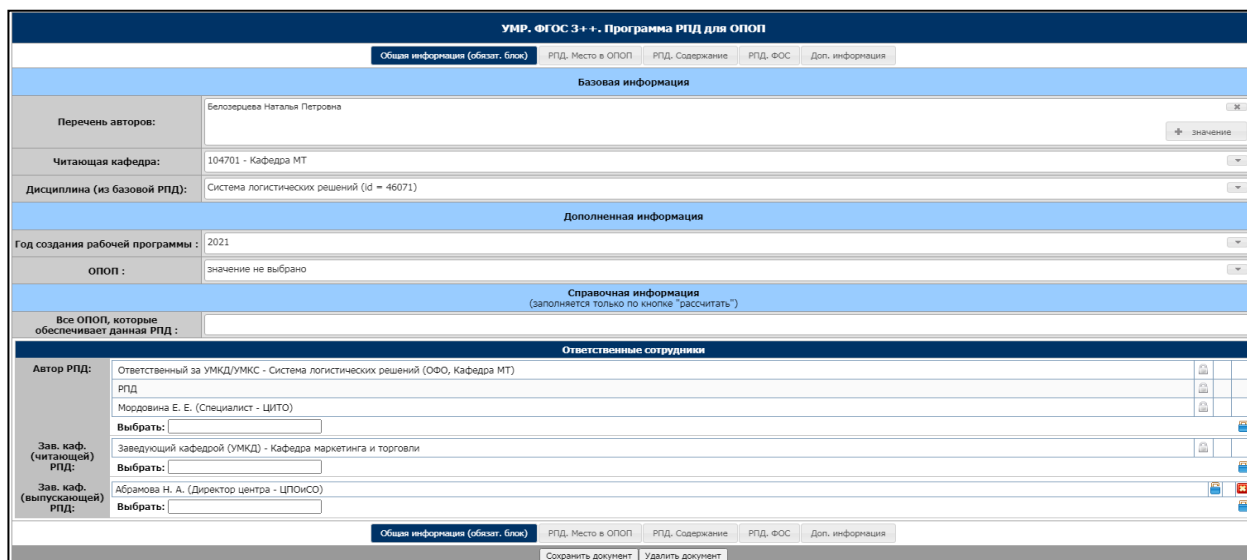 УМР. ФГОС 3++. Программа РПД для ОПОП
Общая информация (обязат. блок) РПД. Место в ОПОП РПД. Содержание РПД. ФОС Доп. информация
Базовая информация
Перечень авторов:
Белозерцева Наталья Петровна
+ значение
Читающая кафедра: 104701 - Кафедра МТ
Дисциплина (из базовой РПД): Система логистических решений (id = 46071)
Дополненная информация
Год создания рабочей программы : 2021
ОПОП : значение не выбрано
Справочная информация
(заполняется только по кнопке "рассчитать")
Все ОПОП, которые
обеспечивает данная РПД :
Ответственные сотрудники
Автор РПД: Ответственный за УМКД/УМКС - Система логистических решений (ОФО, Кафедра МТ)
РПД
Мордовина Е. Е. (Специалист - ЦИТО)
Выбрать:
Зав. каф.
(читающей)
РПД:
Заведующий кафедрой (УМКД) - Кафедра маркетинга и торговли
Выбрать:
Зав. каф.
(выпускающей)
РПД:
Абрамова Н. А. (Директор центра - ЦПОиСО)
Выбрать:
Общая информация (обязат. блок) РПД. Место в ОПОП РПД. Содержание РПД. ФОС Доп. информация
Сохранить документ Удалить документ